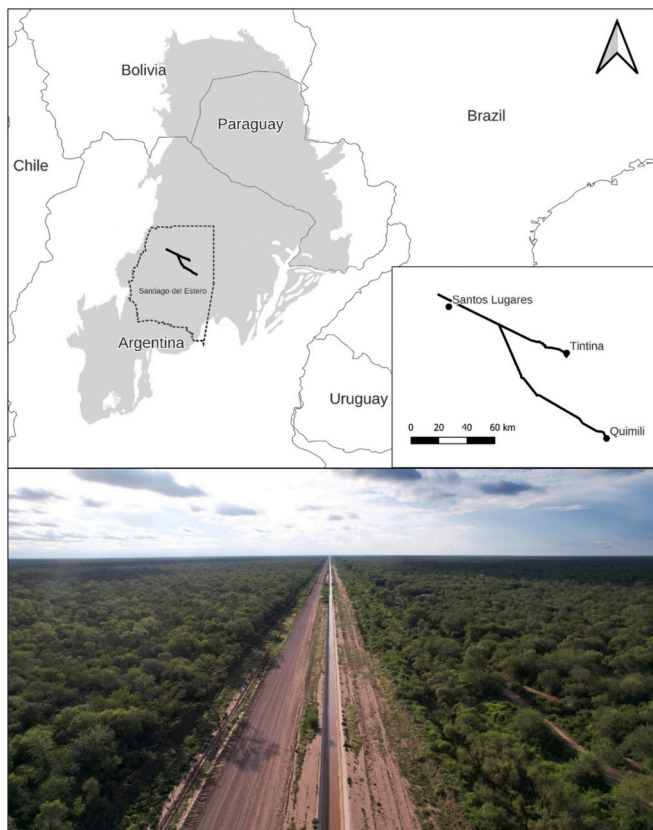 Bolivia
Paraguay
Brazil
Chile
Santiago del Estero
Argentina
Uruguay
Santos Lugares
Tintina
Quimili
0 20 40 60 km